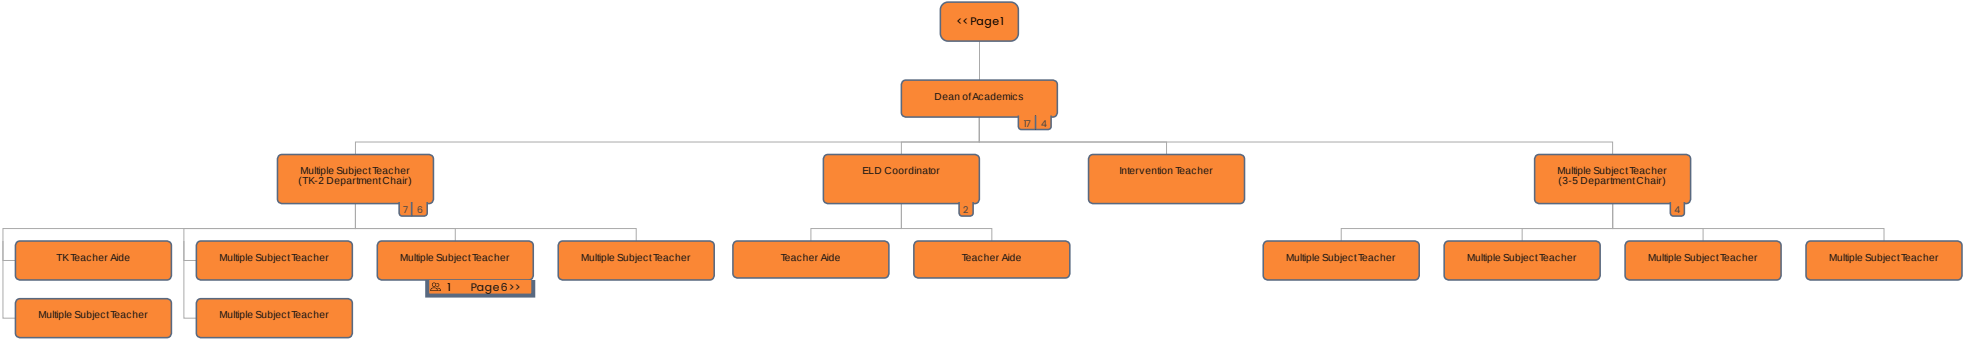 << Page1
Dean of Academics
17 | 4
Multiple Subject Teacher
(TK-2 Department Chair)
7 | 6
ELD Coordinator
2
Intervention Teacher
Multiple Subject Teacher
(3-5 Department Chair)
4
TK Teacher Aide
Multiple Subject Teacher
Multiple Subject Teacher
1 Page6>>
Multiple Subject Teacher
Teacher Aide
Teacher Aide
Multiple Subject Teacher
Multiple Subject Teacher
Multiple Subject Teacher
Multiple Subject Teacher
Multiple Subject Teacher
Multiple Subject Teacher